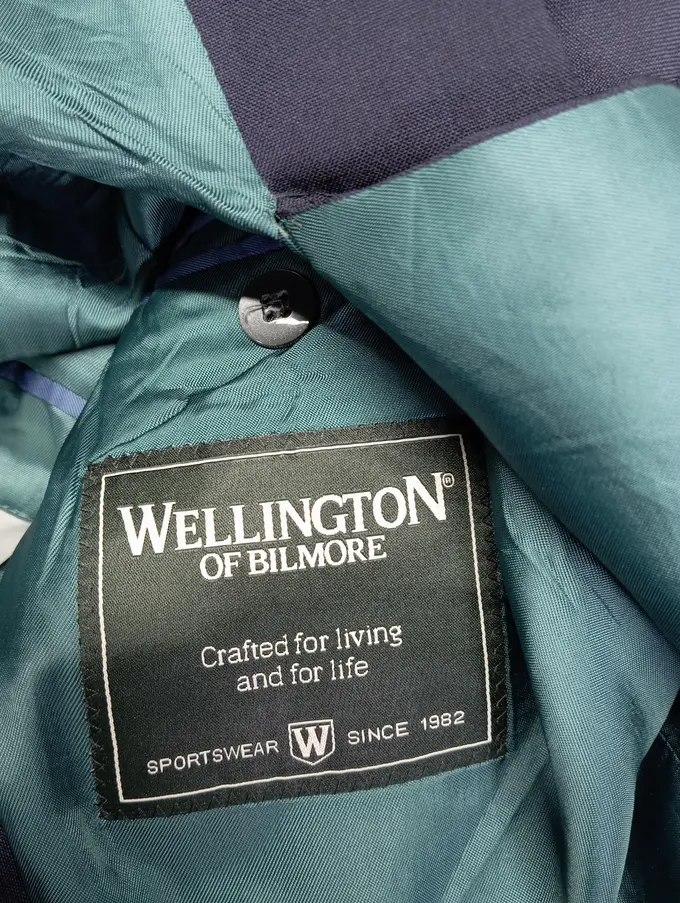 WELLINGTON®
OF BILMORE
Crafted for living
and for life
SPORTSWEAR W SINCE 1982